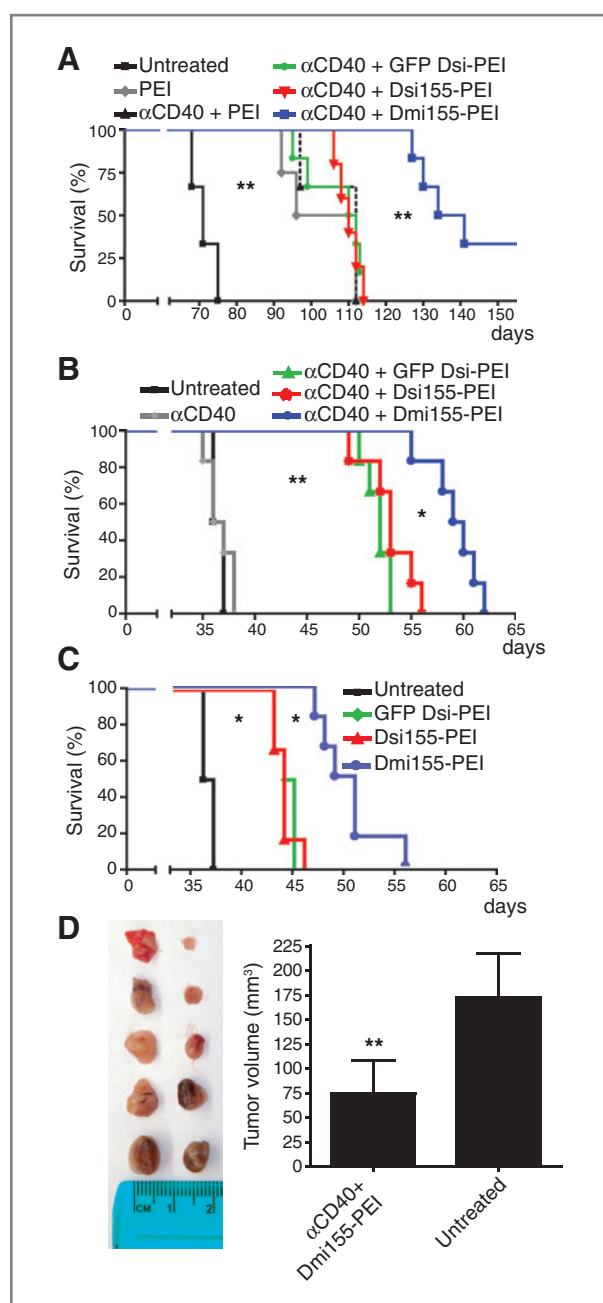 A
Untreated
PEI
αCD40 + PEI
αCD40 + GFP Dsi-PEI
αCD40 + Dsi155-PEI
αCD40 + Dmi155-PEI
Survival (%)
100
75
50
25
0
** **
0 70 80 90 100 110 120 130 140 150
days
B
Untreated
αCD40
αCD40 + GFP Dsi-PEI
αCD40 + Dsi155-PEI
αCD40 + Dmi155-PEI
Survival (%)
100
80
60
40
20
0
** *
0 35 40 45 50 55 60 65
days
C
Untreated
GFP Dsi-PEI
Dsi155-PEI
Dmi155-PEI
Survival (%)
100
80
60
40
20
0
* *
0 35 45 50 55 60 65
days
D
CM 1 2
Tumor volume (mm³)
225
200
175
150
125
100
75
50
25
0
**
αCD40+
Dmi155-PEI
Untreated